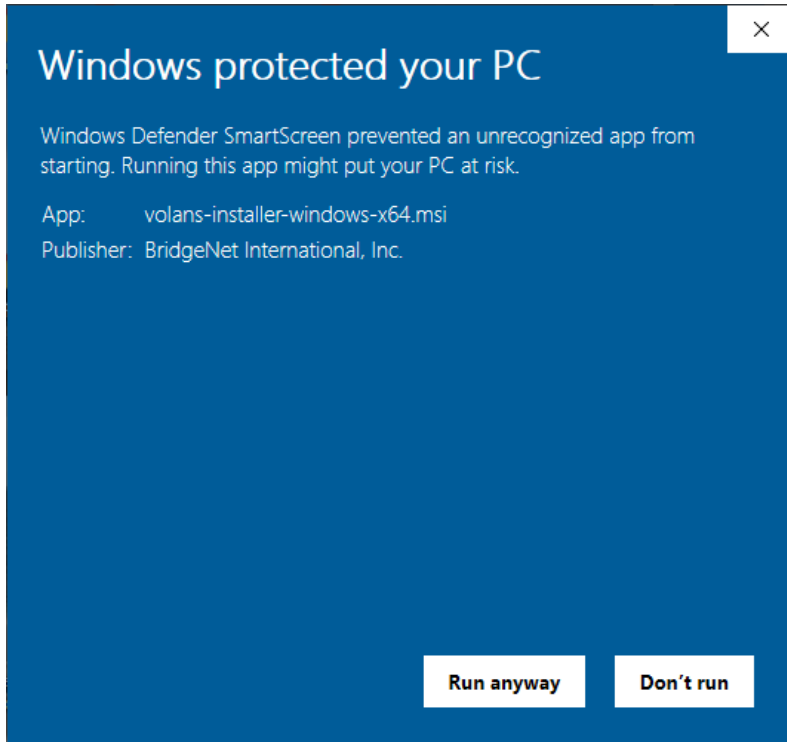 Windows protected your PC
Windows Defender SmartScreen prevented an unrecognized app from
starting. Running this app might put your PC at risk.
App: volans-installer-windows-x64.msi
Publisher: BridgeNet International, Inc.
Run anyway
Don't run